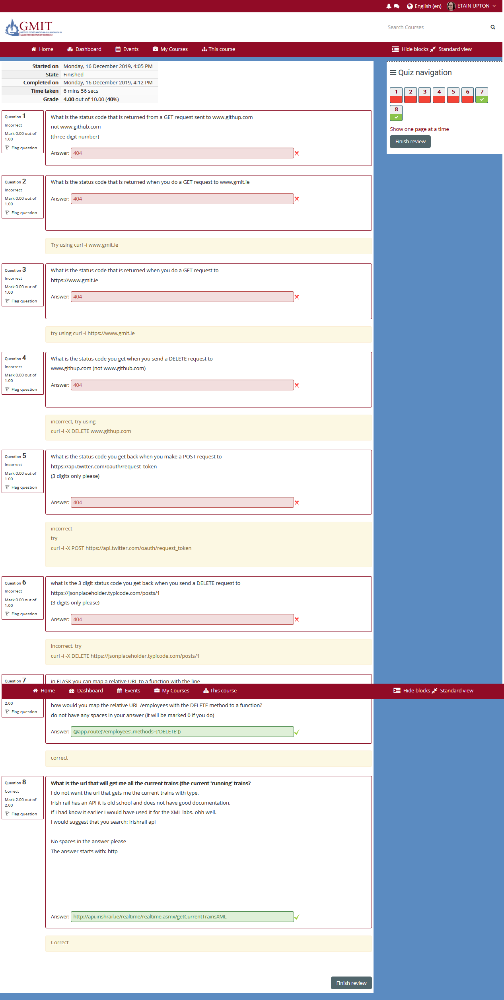 English (en) ETAIN UPTON
GMIT
GALWAY-MAYO INSTITUTE OF TECHNOLOGY
Search Courses
Home Dashboard Events My Courses This course Hide blocks Standard view
Started on Monday, 16 December 2019, 4:05 PM
State Finished
Completed on Monday, 16 December 2019, 4:12 PM
Time taken 6 mins 56 secs
Grade 4.00 out of 10.00 (40%)
Quiz navigation
1 2 3 4 5 6 7
8
Show one page at a time
Finish review
Question 1
Incorrect
Mark 0.00 out of
1.00
Flag question
What is the status code that is returned from a GET request sent to www.githup.com
not www.github.com
(three digit number)
Answer: 404
Question 2
Incorrect
Mark 0.00 out of
1.00
Flag question
What is the status code that is returned when you do a GET request to www.gmit.ie
Answer: 404
Try using curl -i www.gmit.ie
Question 3
Incorrect
Mark 0.00 out of
1.00
Flag question
What is the status code that is returned when you do a GET request to
https://www.gmit.ie
Answer: 404
try using curl -i https://www.gmit.ie
Question 4
Incorrect
Mark 0.00 out of
1.00
Flag question
What is the status code you get when you send a DELETE request to
www.githup.com (not www.github.com)
Answer: 404
incorrect, try using
curl -i -X DELETE www.githup.com
Question 5
Incorrect
Mark 0.00 out of
1.00
Flag question
What is the status code you get back when you make a POST request to
https://api.twitter.com/oauth/request_token
(3 digits only please)
Answer: 404
incorrect
try
curl -i -X POST https://api.twitter.com/oauth/request_token
Question 6
Incorrect
Mark 0.00 out of
1.00
Flag question
what is the 3 digit status code you get back when you send a DELETE request to
https://jsonplaceholder.typicode.com/posts/1
(3 digits only please)
Answer: 404
incorrect, try
curl -i -X DELETE https://jsonplaceholder.typicode.com/posts/1
Question 7
in FLASK you can map a relative URL to a function with the line
Home Dashboard Events My Courses This course Hide blocks Standard view
2.00
Flag question
how would you map the relative URL /employees with the DELETE method to a function?
do not have any spaces in your answer (it will be marked 0 if you do)
Answer: @app.route('/employees',methods=['DELETE'])
correct
Question 8
Correct
Mark 2.00 out of
2.00
Flag question
What is the url that will get me all the current trains (the current 'running' trains?
I do not want the url that gets me the current trains with type.
Irish rail has an API it is old school and does not have good documentation,
If I had know it earlier I would have used it for the XML labs. ohh well.
I would suggest that you search: irishrail api
No spaces in the answer please
The answer starts with: http
Answer: http://api.irishrail.ie/realtime/realtime.asmx/getCurrentTrainsXML
Correct
Finish review